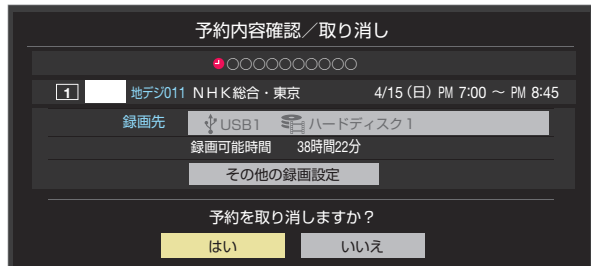 予約内容確認／取り消し
○○○○○○○○○○
1 地デジ011 ＮＨＫ総合・東京 4/15（日） PM 7:00 ～ PM 8:45
録画先 USB1 ハードディスク1
録画可能時間 38時間22分
その他の録画設定
予約を取り消しますか？
はい いいえ